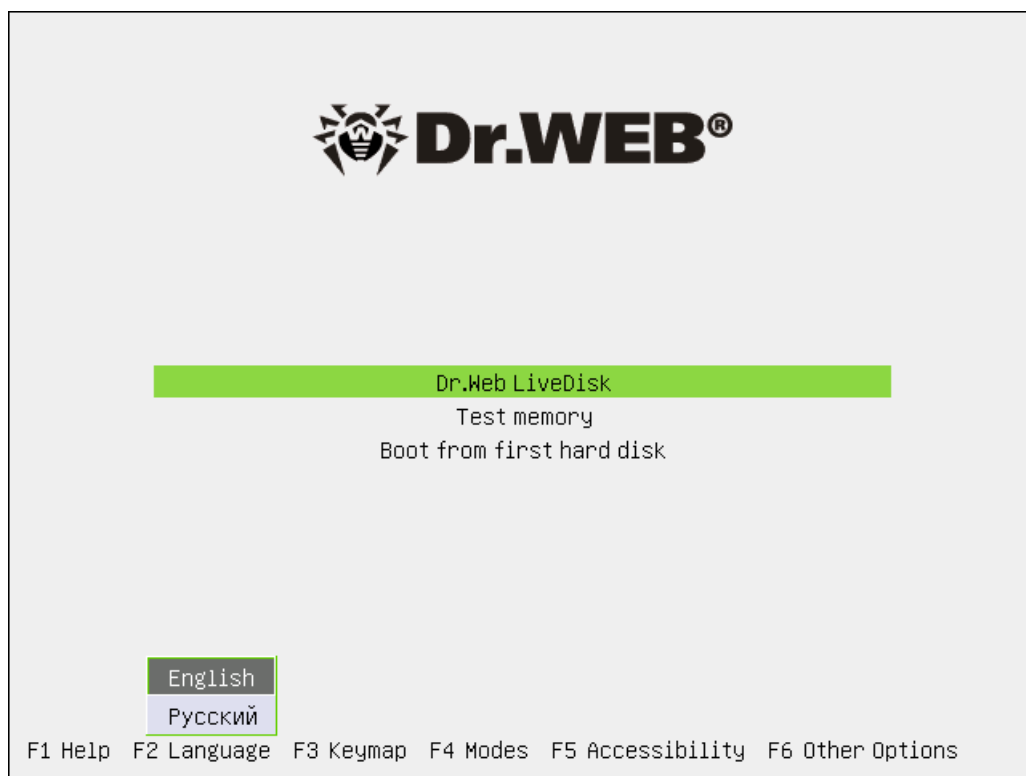 Dr.WEB®
Dr.Web LiveDisk
Test memory
Boot from first hard disk
English
Русский
F1 Help F2 Language F3 Keymap F4 Modes F5 Accessibility F6 Other Options